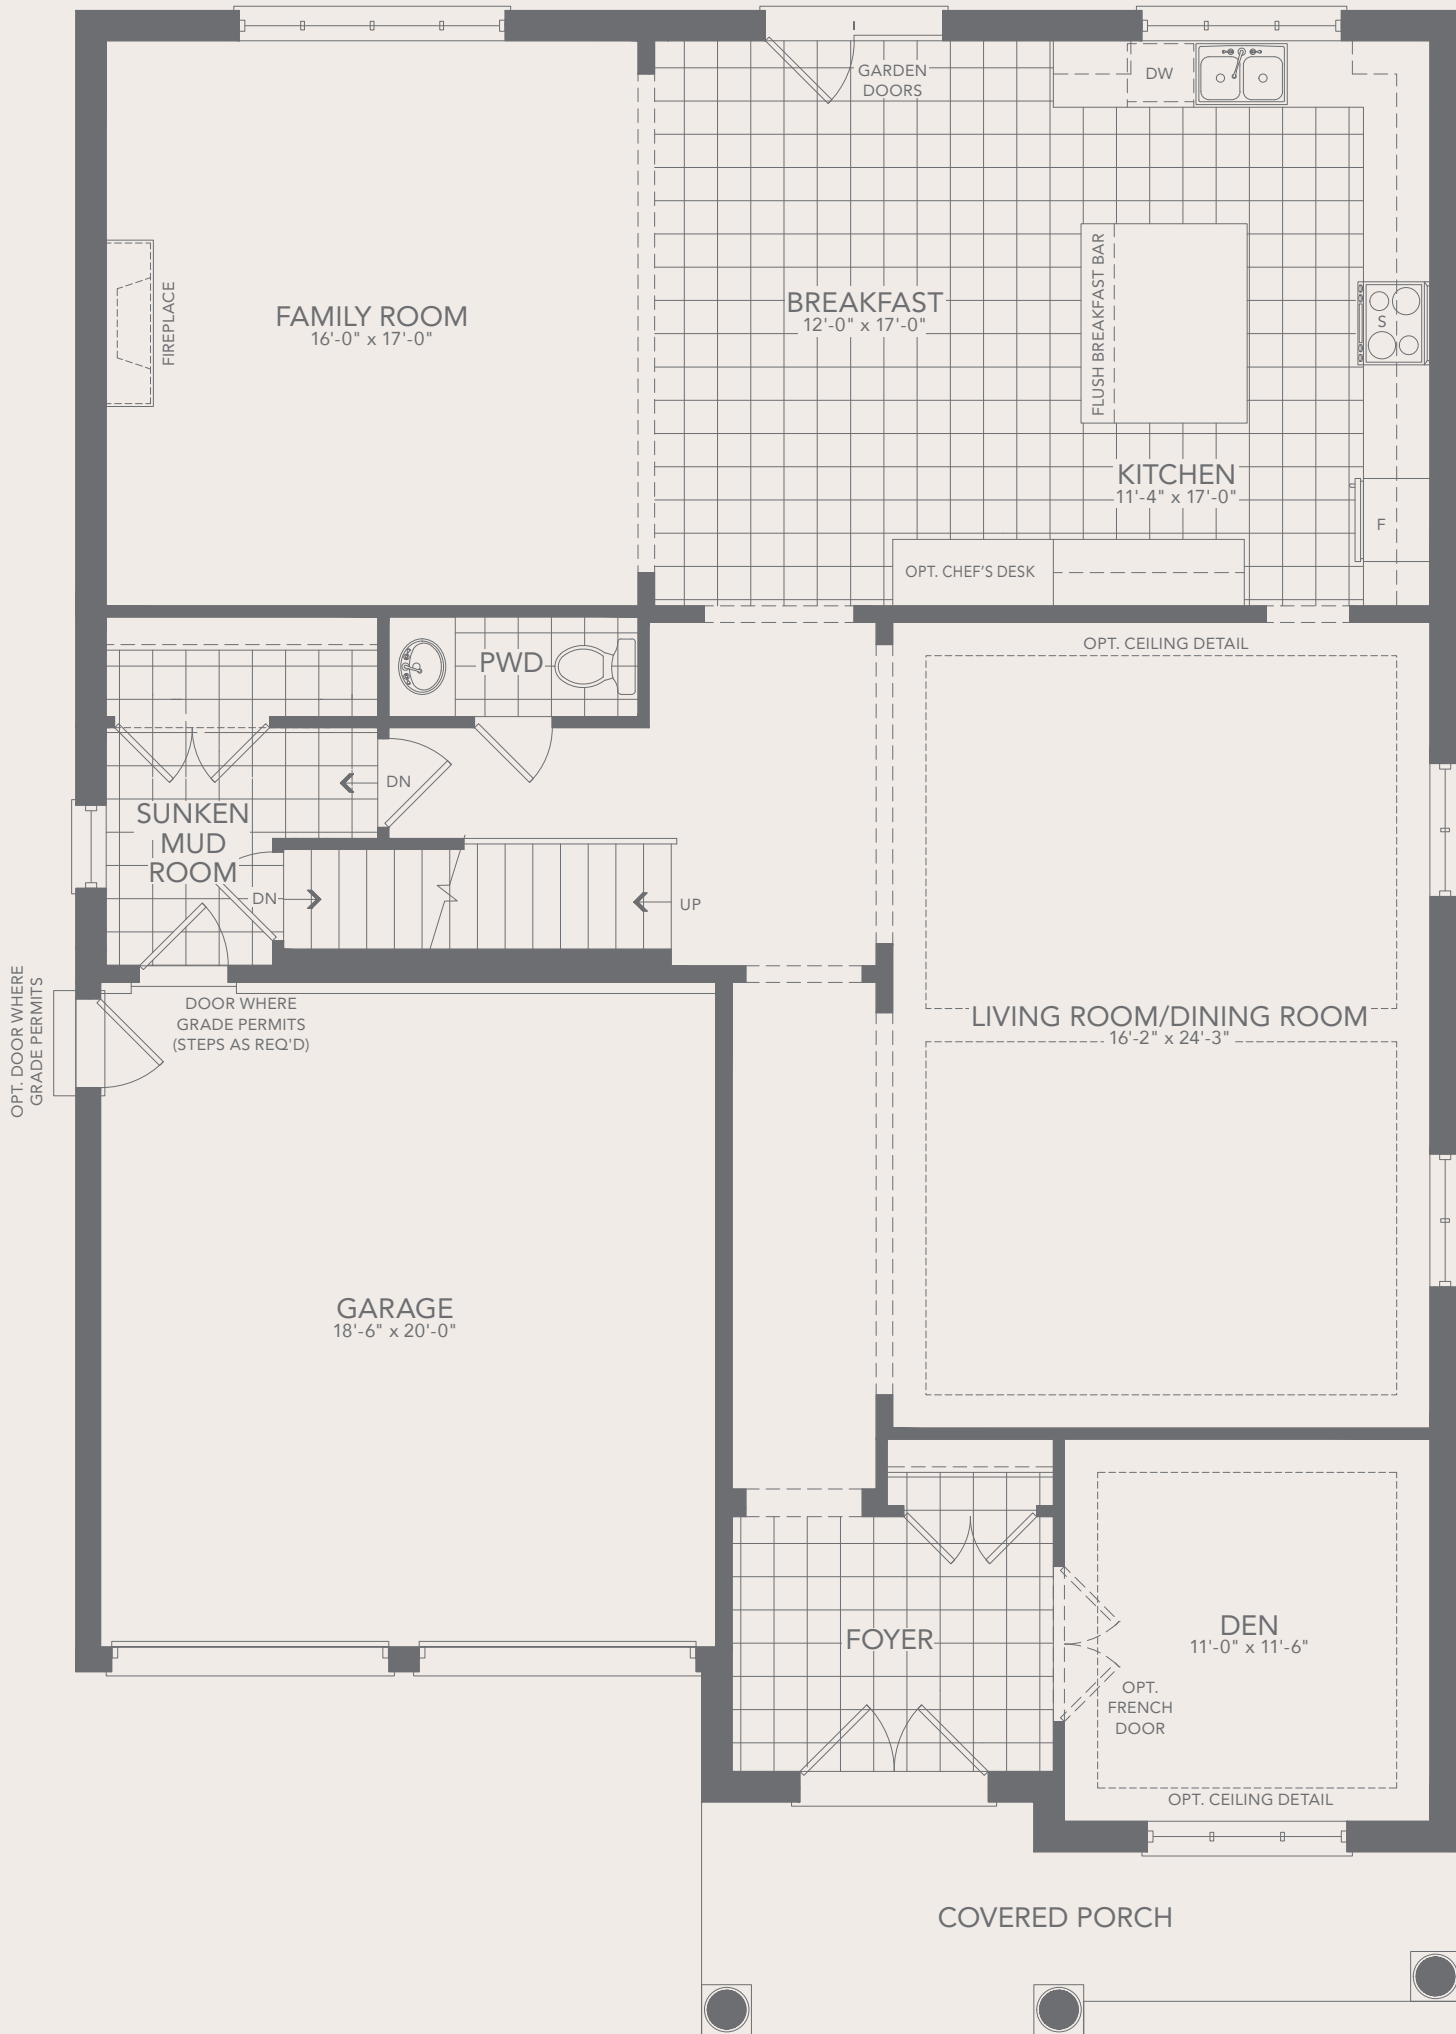 GARDEN
DOORS
DW
FAMILY ROOM
16'-0" x 17'-0"
FIREPLACE
BREAKFAST
12'-0" x 17'-0"
FLUSH BREAKFAST BAR
S
KITCHEN
11'-4" x 17'-0"
F
OPT. CHEF'S DESK
PWD
OPT. CEILING DETAIL
DN
SUNKEN
MUD
ROOM
DN
UP
OPT. DOOR WHERE
GRADE PERMITS
DOOR WHERE
GRADE PERMITS
(STEPS AS REQ'D)
LIVING ROOM/DINING ROOM
16'-2" x 24'-3"
GARAGE
18'-6" x 20'-0"
FOYER
DEN
11'-0" x 11'-6"
OPT.
FRENCH
DOOR
OPT. CEILING DETAIL
COVERED PORCH